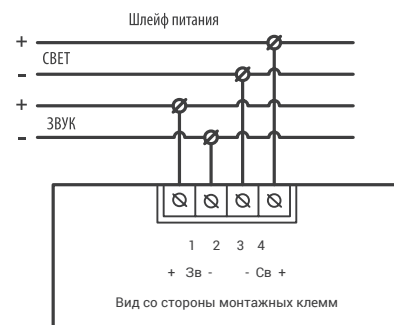 Шлейф питания
+
СВЕТ
-
+
ЗВУК
-
1 2 3 4
+ Зв - - Св +
Вид со стороны монтажных клемм